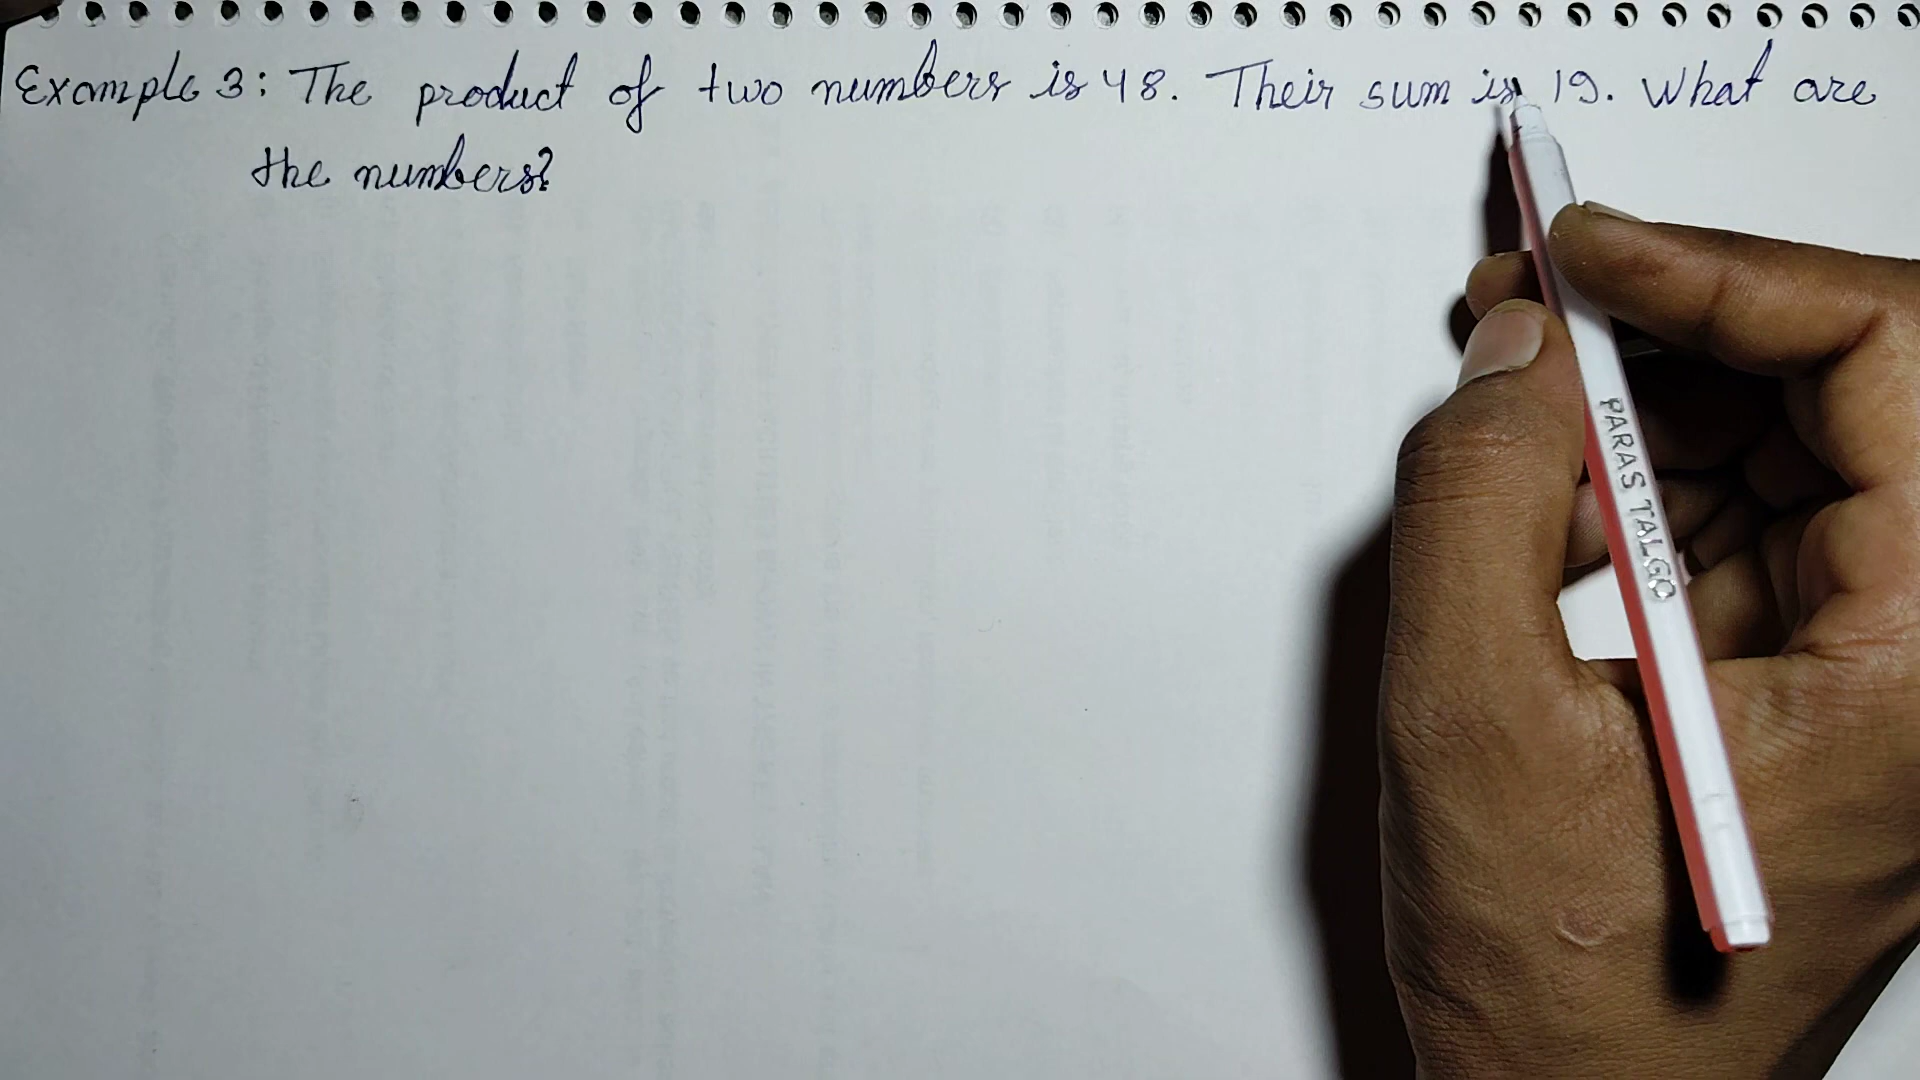 Example 3: The product of two numbers is 48. Their sum is 19. What are
the numbers?
PARAS TALGO